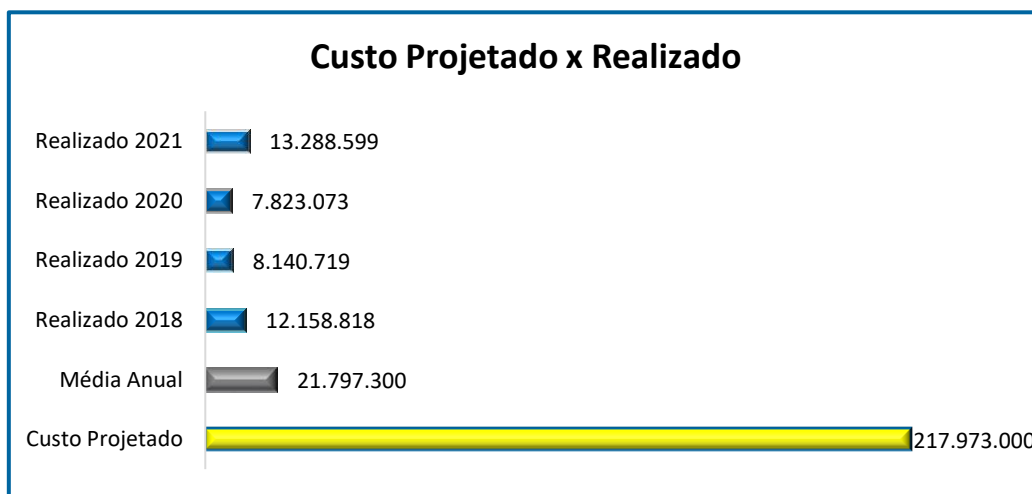 Custo Projetado x Realizado
Realizado 2021 13.288.599
Realizado 2020 7.823.073
Realizado 2019 8.140.719
Realizado 2018 12.158.818
Média Anual 21.797.300
Custo Projetado 217.973.000